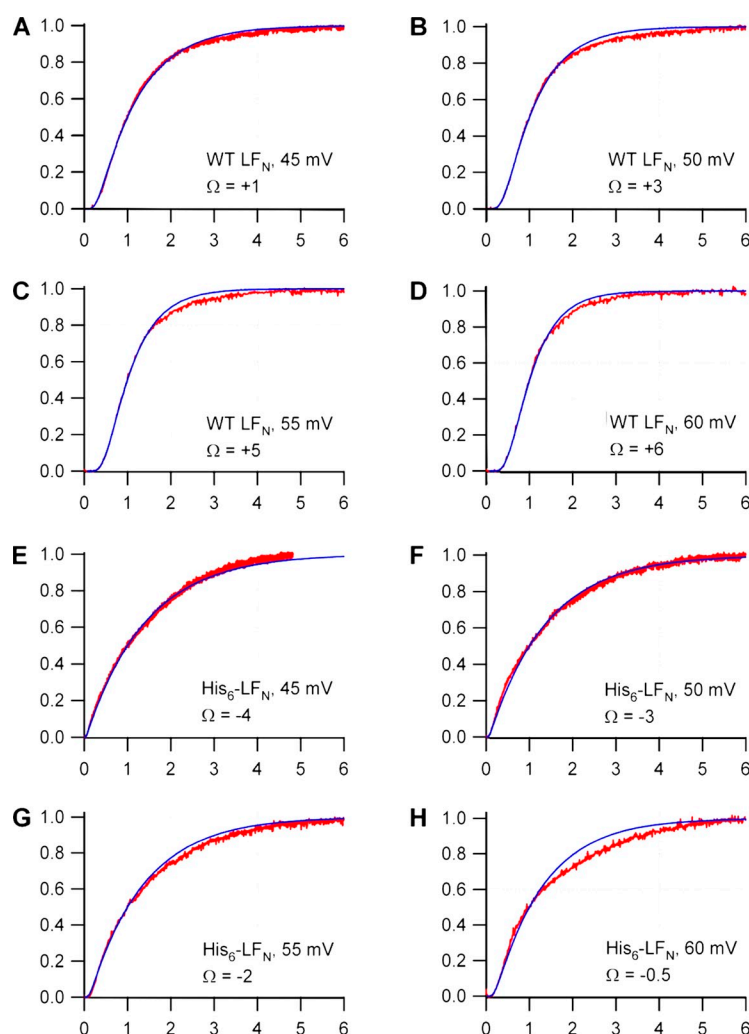 A
1.0
0.8
0.6
0.4
0.2
0.0
WT LF_N, 45 mV
Ω = +1
0 1 2 3 4 5 6
B
1.0
0.8
0.6
0.4
0.2
0.0
WT LF_N, 50 mV
Ω = +3
0 1 2 3 4 5 6
C
1.0
0.8
0.6
0.4
0.2
0.0
WT LF_N, 55 mV
Ω = +5
0 1 2 3 4 5 6
D
1.0
0.8
0.6
0.4
0.2
0.0
WT LF_N, 60 mV
Ω = +6
0 1 2 3 4 5 6
E
1.0
0.8
0.6
0.4
0.2
0.0
His₆-LF_N, 45 mV
Ω = -4
0 1 2 3 4 5 6
F
1.0
0.8
0.6
0.4
0.2
0.0
His₆-LF_N, 50 mV
Ω = -3
0 1 2 3 4 5 6
G
1.0
0.8
0.6
0.4
0.2
0.0
His₆-LF_N, 55 mV
Ω = -2
0 1 2 3 4 5 6
H
1.0
0.8
0.6
0.4
0.2
0.0
His₆-LF_N, 60 mV
Ω = -0.5
0 1 2 3 4 5 6